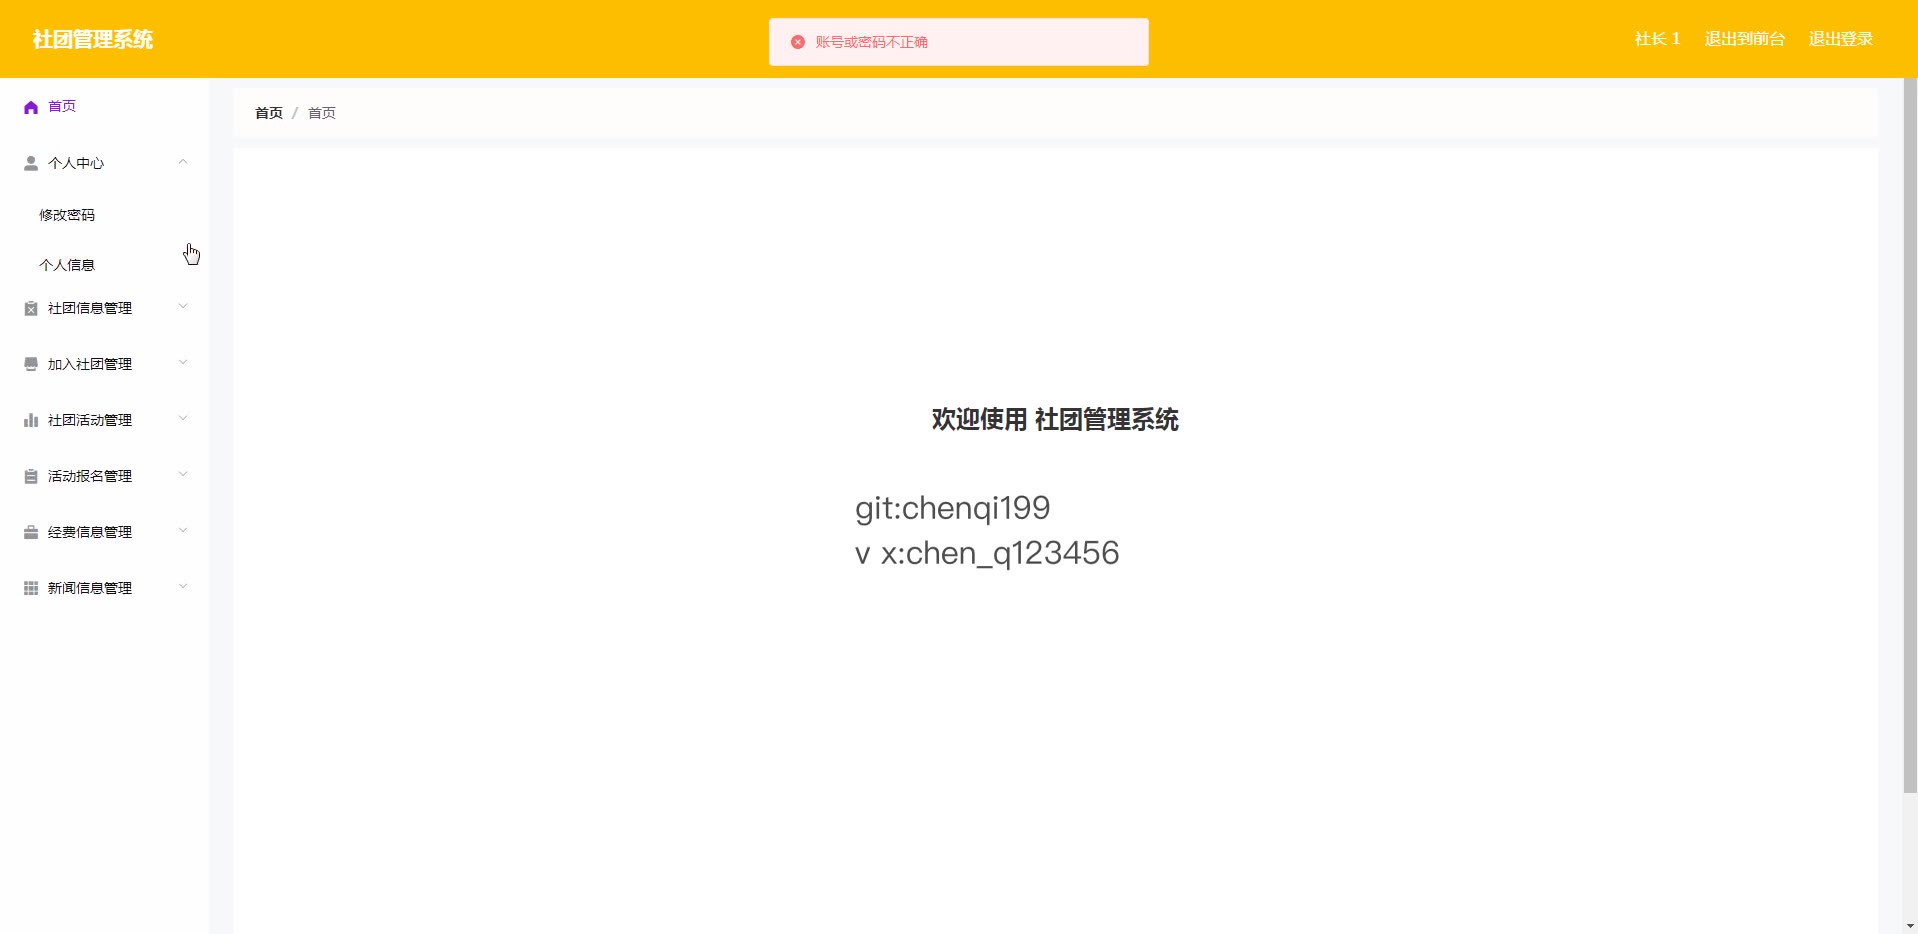 社团管理系统
账号或密码不正确
社长 1 退出到前台 退出登录
首页
首页 / 首页
个人中心
修改密码
个人信息
社团信息管理
加入社团管理
社团活动管理
活动报名管理
经费信息管理
新闻信息管理
欢迎使用 社团管理系统
git:chenqi199
v x:chen_q123456